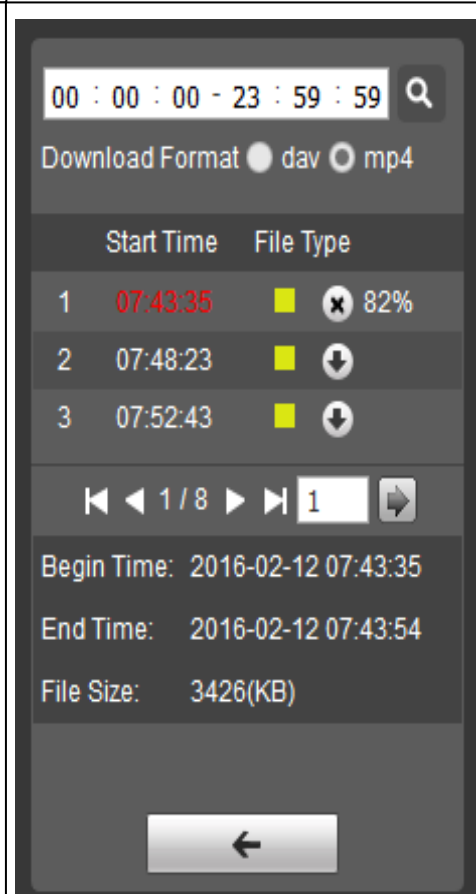 00 : 00 : 00 - 23 : 59 : 59
Download Format dav mp4
Start Time File Type
1 07:43:35 82%
2 07:48:23
3 07:52:43
1 / 8 1
Begin Time: 2016-02-12 07:43:35
End Time: 2016-02-12 07:43:54
File Size: 3426(KB)